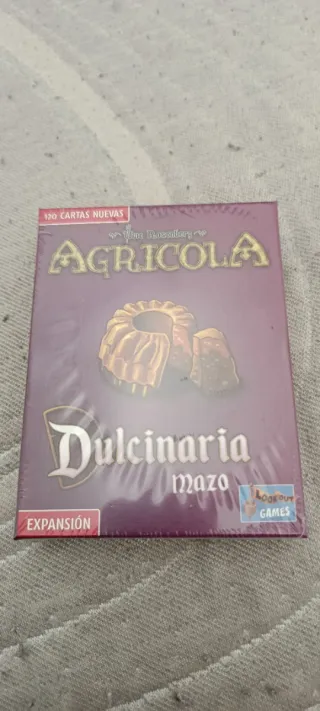 120 CARTAS NUEVAS
Uwe Rosenberg
AGRICOLA
Dulcinaria
mazo
LOOKOUT
GAMES
EXPANSIÓN